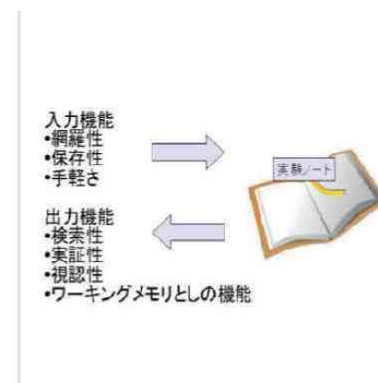 入力機能
•網羅性
•保存性
•手軽さ
実験ノート
出力機能
•検索性
•実証性
•視認性
•ワーキングメモリとしの機能